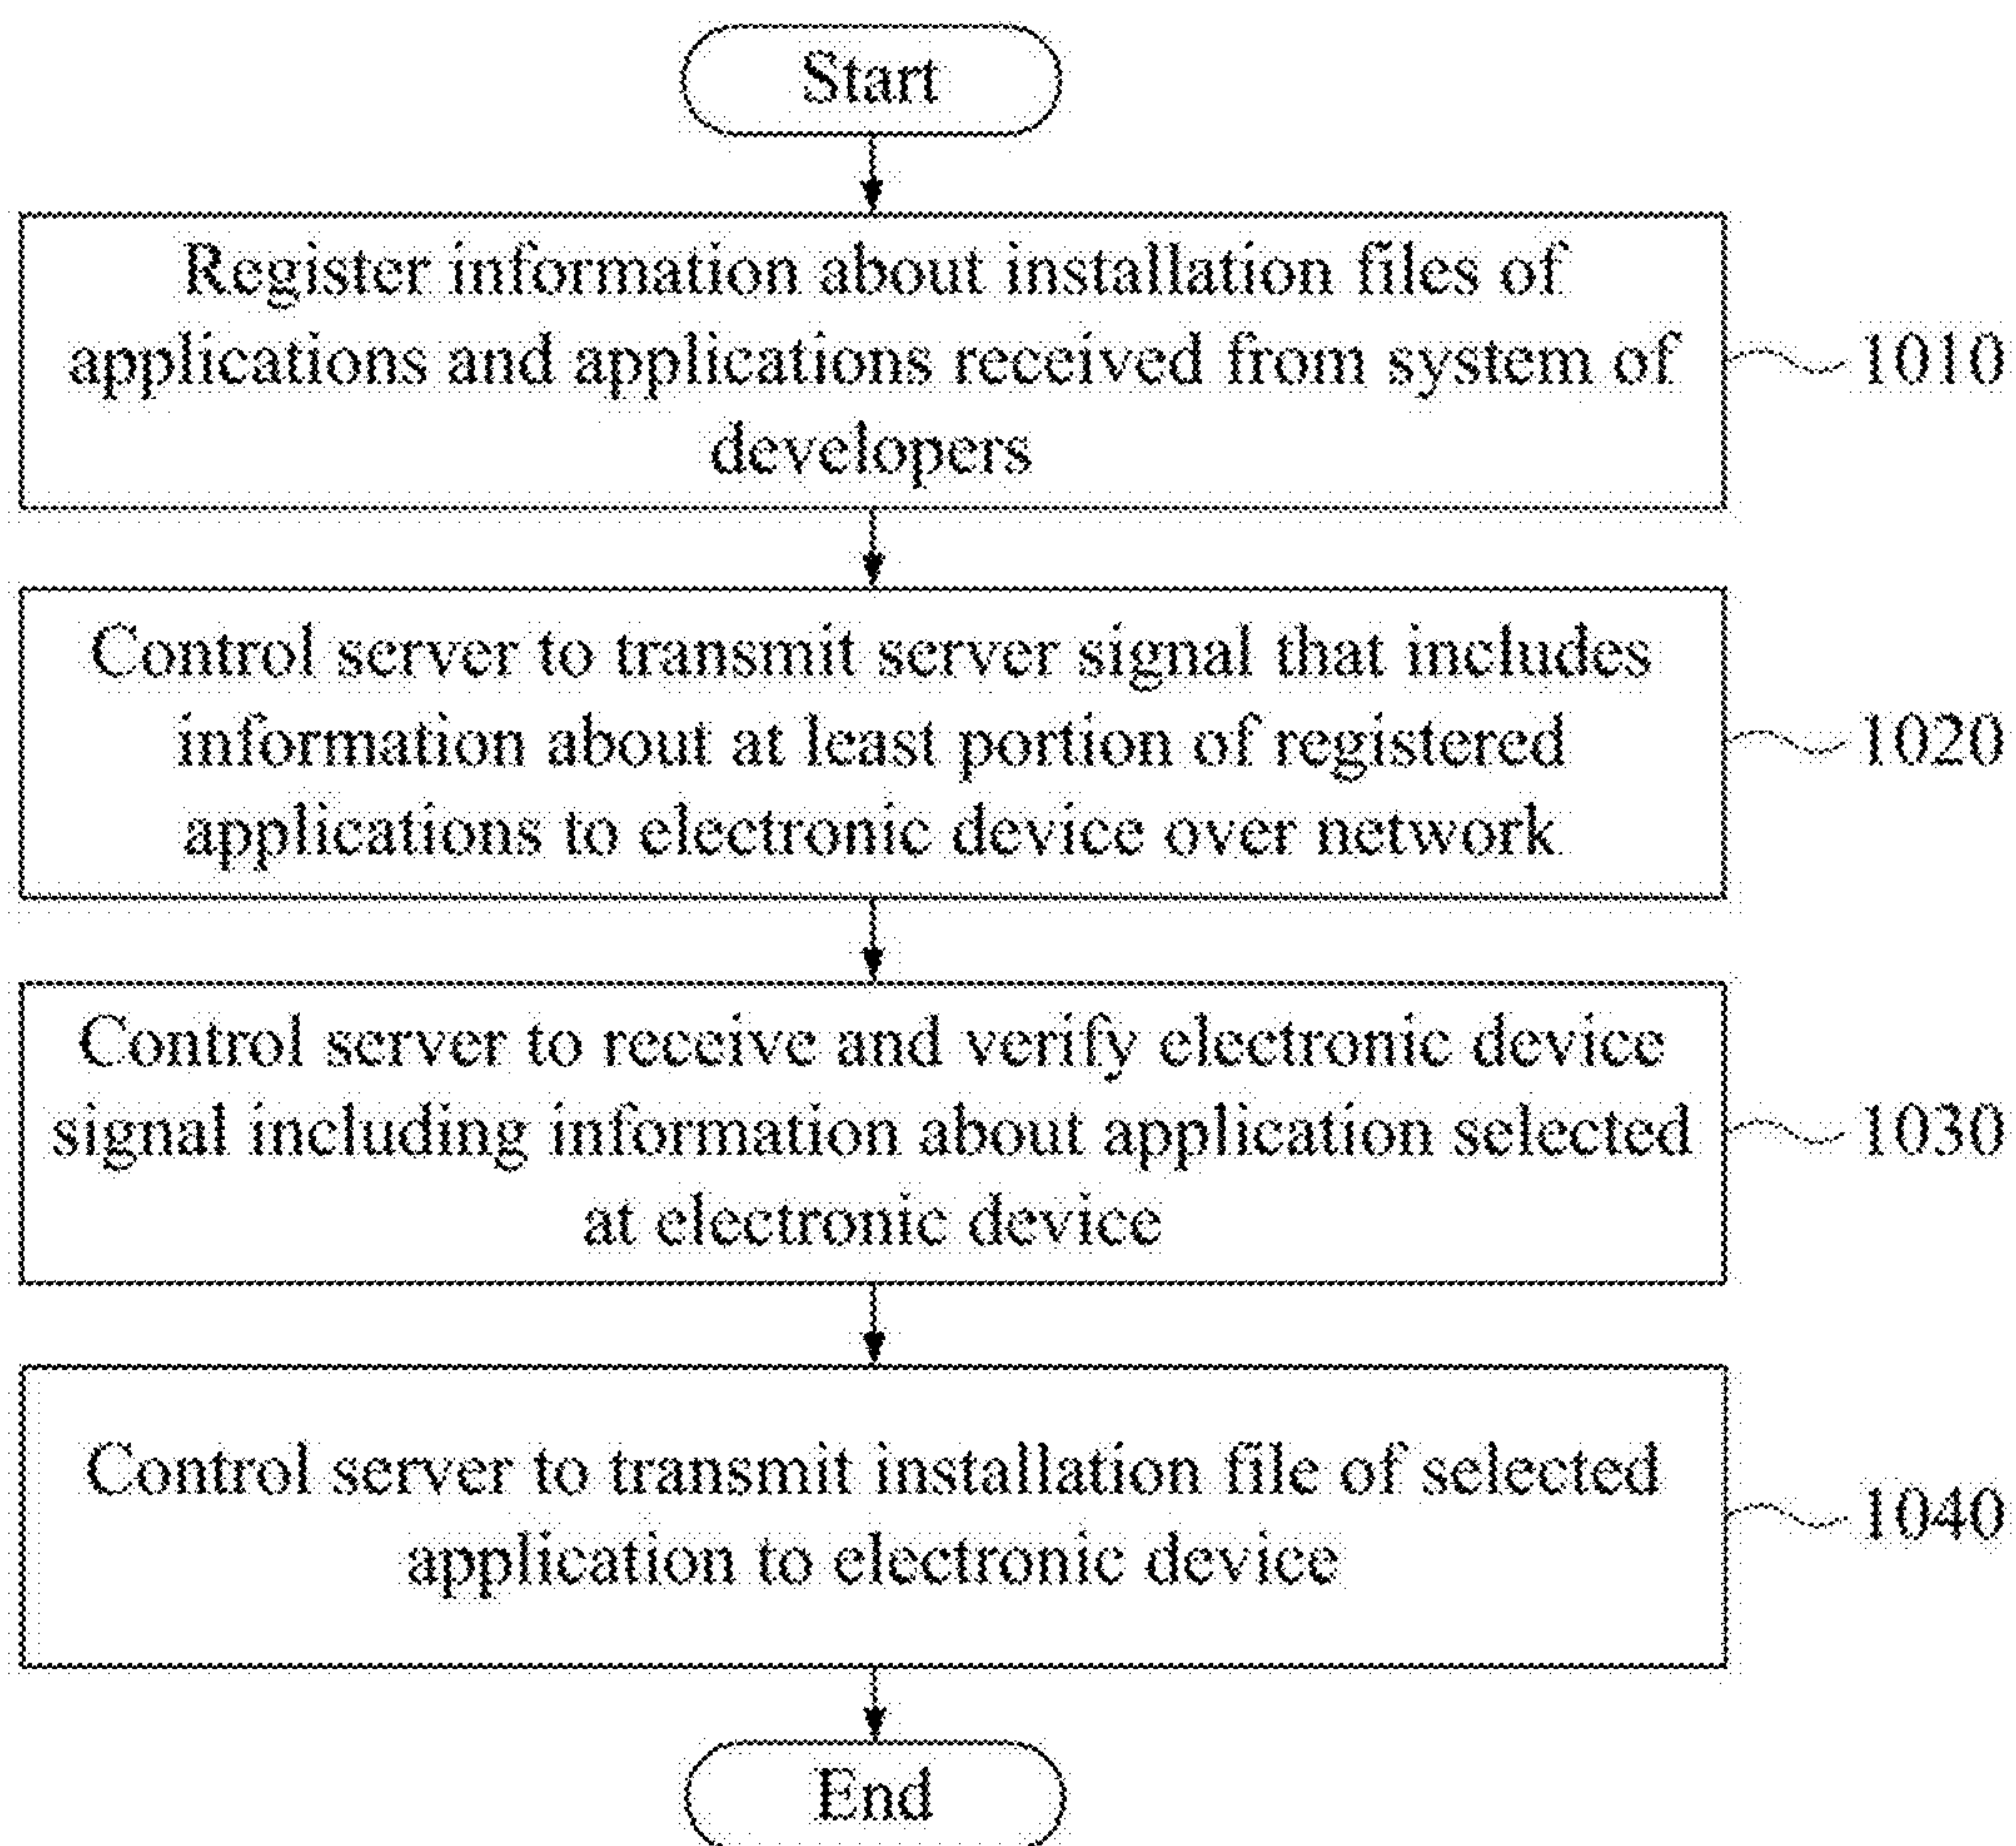 Start
Register information about installation files of
applications and applications received from system of
developers
1010
Control server to transmit server signal that includes
information about at least portion of registered
applications to electronic device over network
1020
Control server to receive and verify electronic device
signal including information about application selected
at electronic device
1030
Control server to transmit installation file of selected
application to electronic device
1040
End